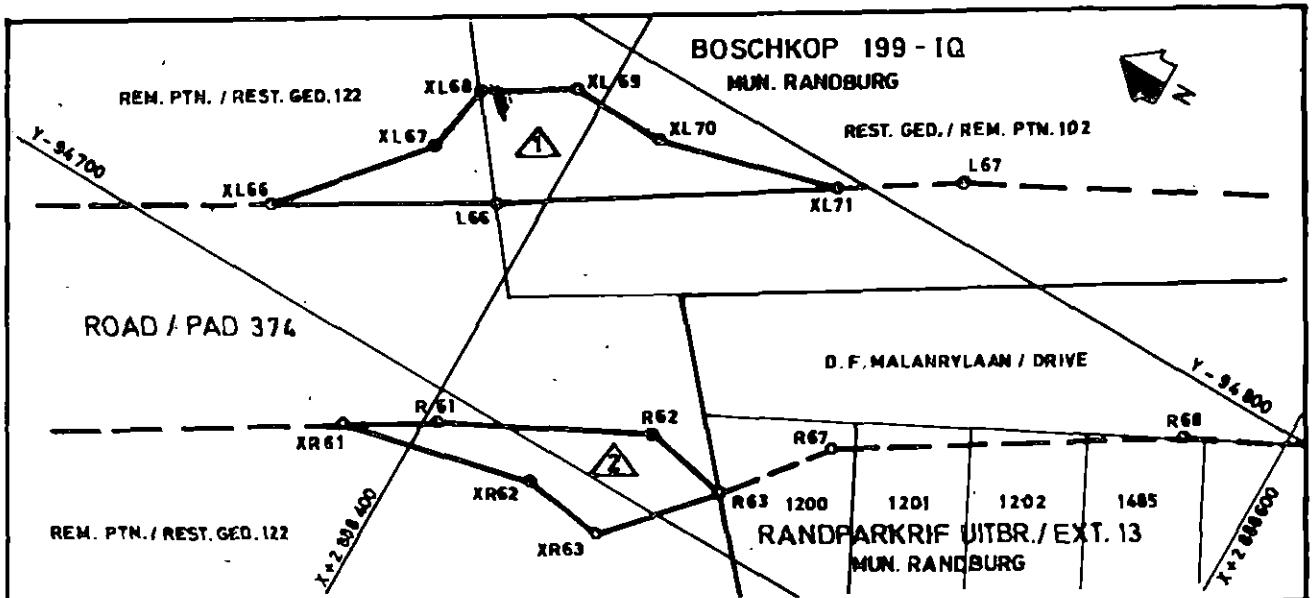 BOSCHKOP 199 - IQ
MUN. RANDBURG
REM. PTN. / REST. GED. 122
XL68
XL69
N
XL67
1
XL70
REST. GED. / REM. PTN. 102
Y - 94 700
XL66
L66
XL71
L67
ROAD / PAD 374
D. F. MALANRYLAAN / DRIVE
Y - 94 800
XR61
R61
R62
R67
R68
2
XR62
R63
1200
1201
1202
1485
REM. PTN. / REST. GED. 122
XR63
RANDPARKRIF UITBR. / EXT. 13
MUN. RANDBURG
X + 2 888 600